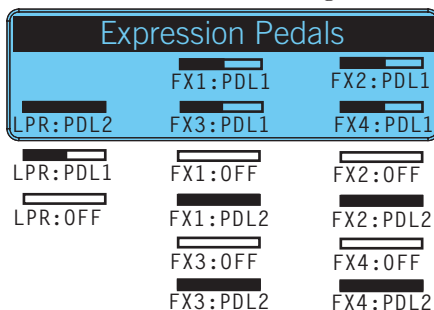 Expression Pedals
FX1:PDL1 FX2:PDL1
LPR:PDL2 FX3:PDL1 FX4:PDL1
LPR:PDL1 FX1:OFF FX2:OFF
LPR:OFF FX1:PDL2 FX2:PDL2
FX3:OFF FX4:OFF
FX3:PDL2 FX4:PDL2